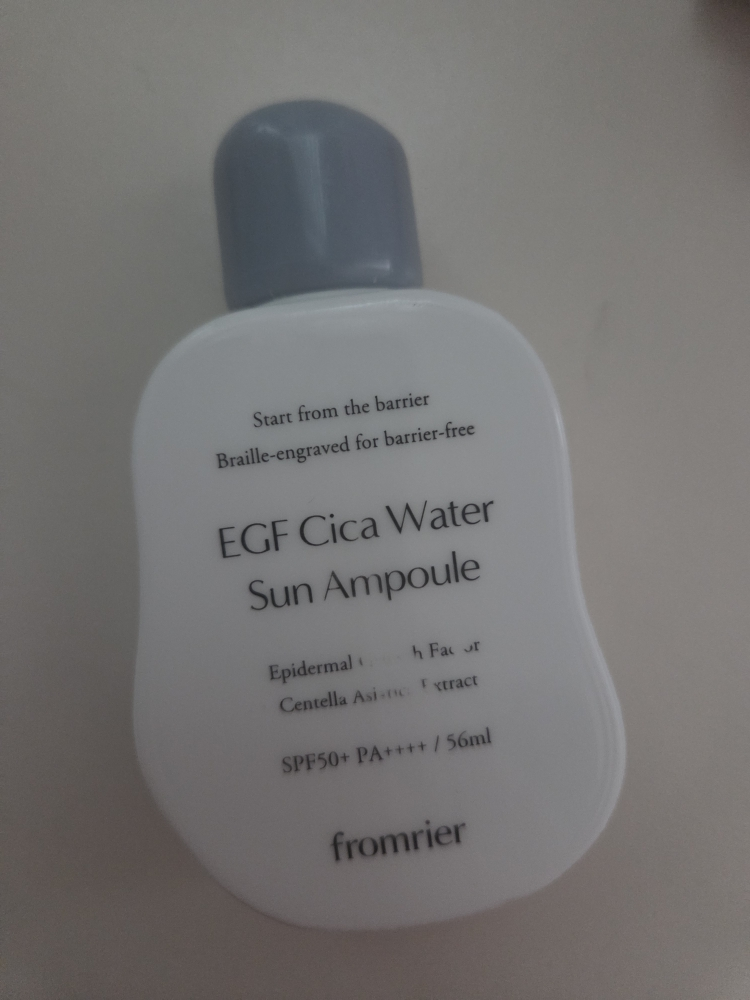 Start from the barrier
Braille-engraved for barrier-free
EGF Cica Water
Sun Ampoule
Epidermal
Centella
SPF50+ PA++++ / 56ml
fromrier